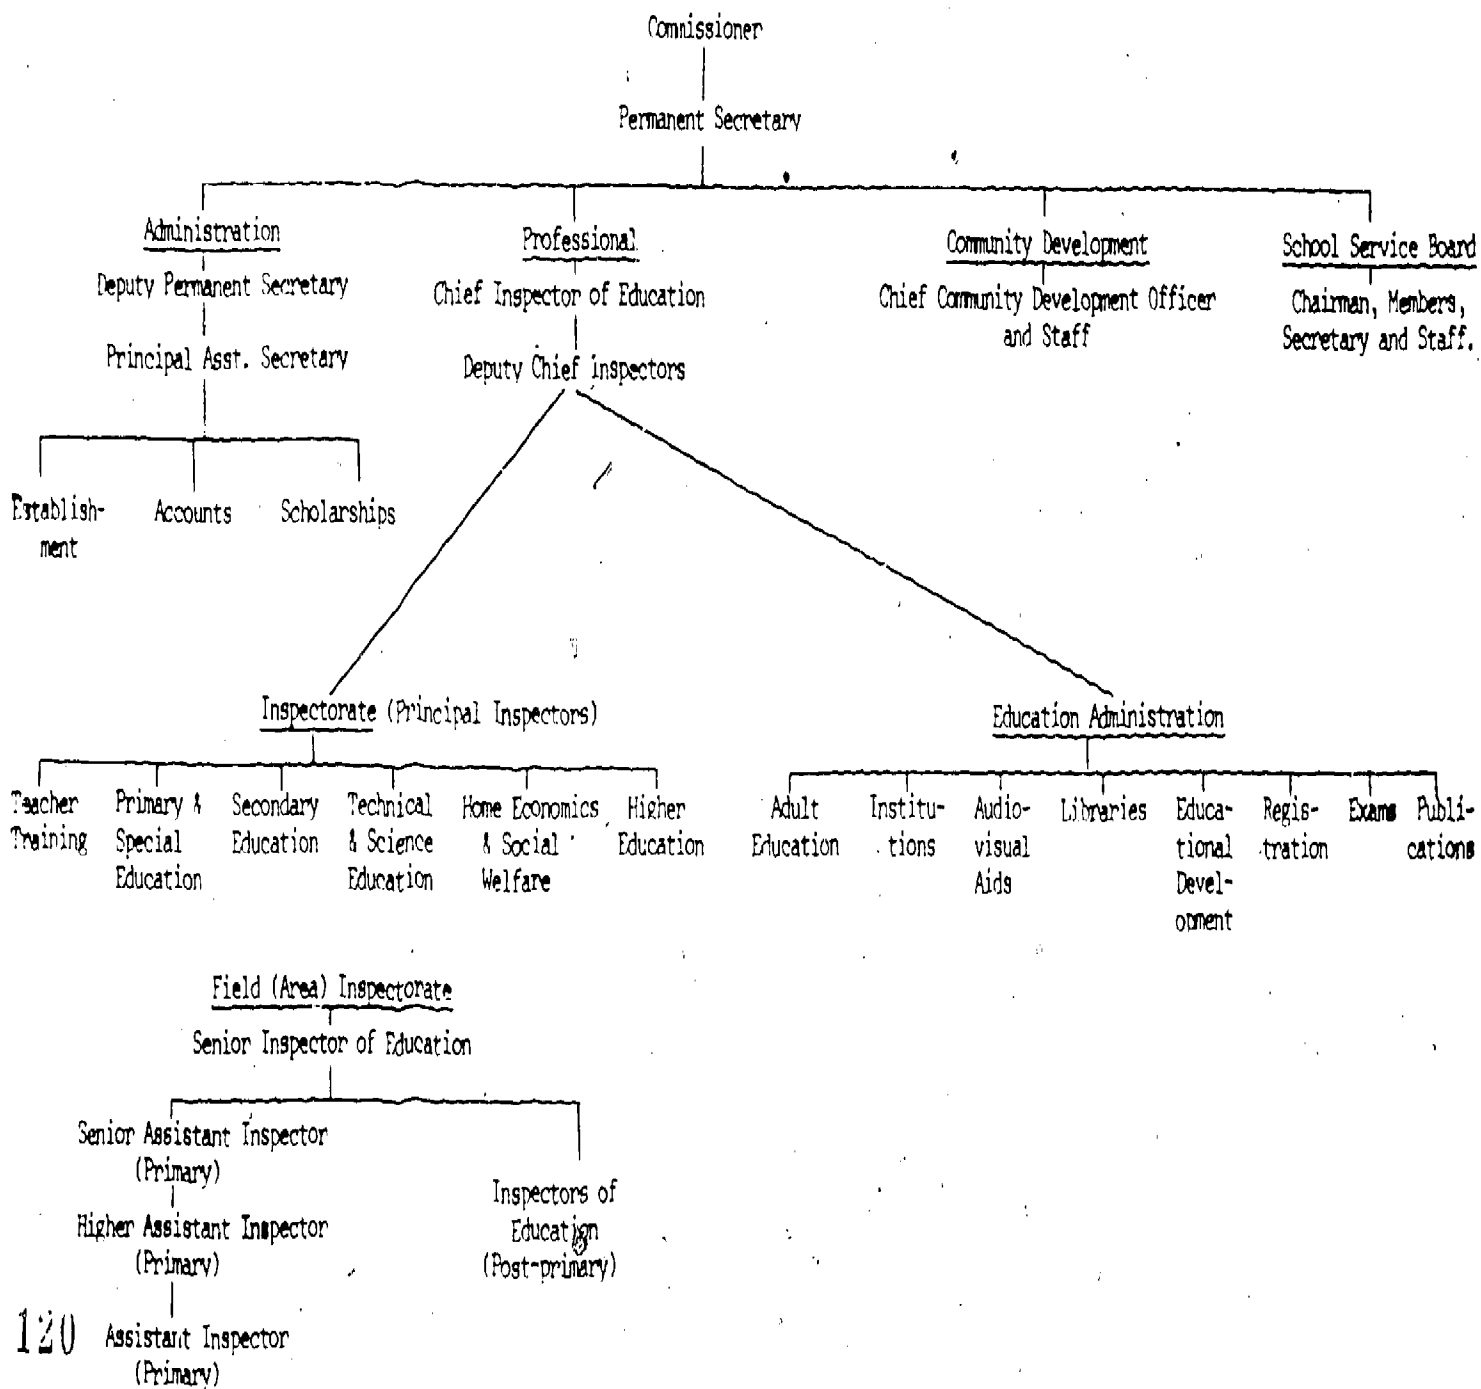 Commissioner
Permanent Secretary
Administration
Deputy Permanent Secretary
Principal Asst. Secretary
Establish-
ment
Accounts
Scholarships
Professional
Chief Inspector of Education
Deputy Chief Inspectors
Community Development
Chief Community Development Officer
and Staff
School Service Board
Chairman, Members,
Secretary and Staff.
Inspectorate (Principal Inspectors)
Teacher
Training
Primary &
Special
Education
Secondary
Education
Technical
& Science
Education
Home Economics
& Social
Welfare
Higher
Education
Education Administration
Adult
Education
Institu-
tions
Audio-
visual
Aids
Libraries
Educa-
tional
Devel-
opment
Regis-
tration
Exams
Publi-
cations
Field (Area) Inspectorate
Senior Inspector of Education
Senior Assistant Inspector
(Primary)
Higher Assistant Inspector
(Primary)
Assistant Inspector
(Primary)
Inspectors of
Education
(Post-primary)
120